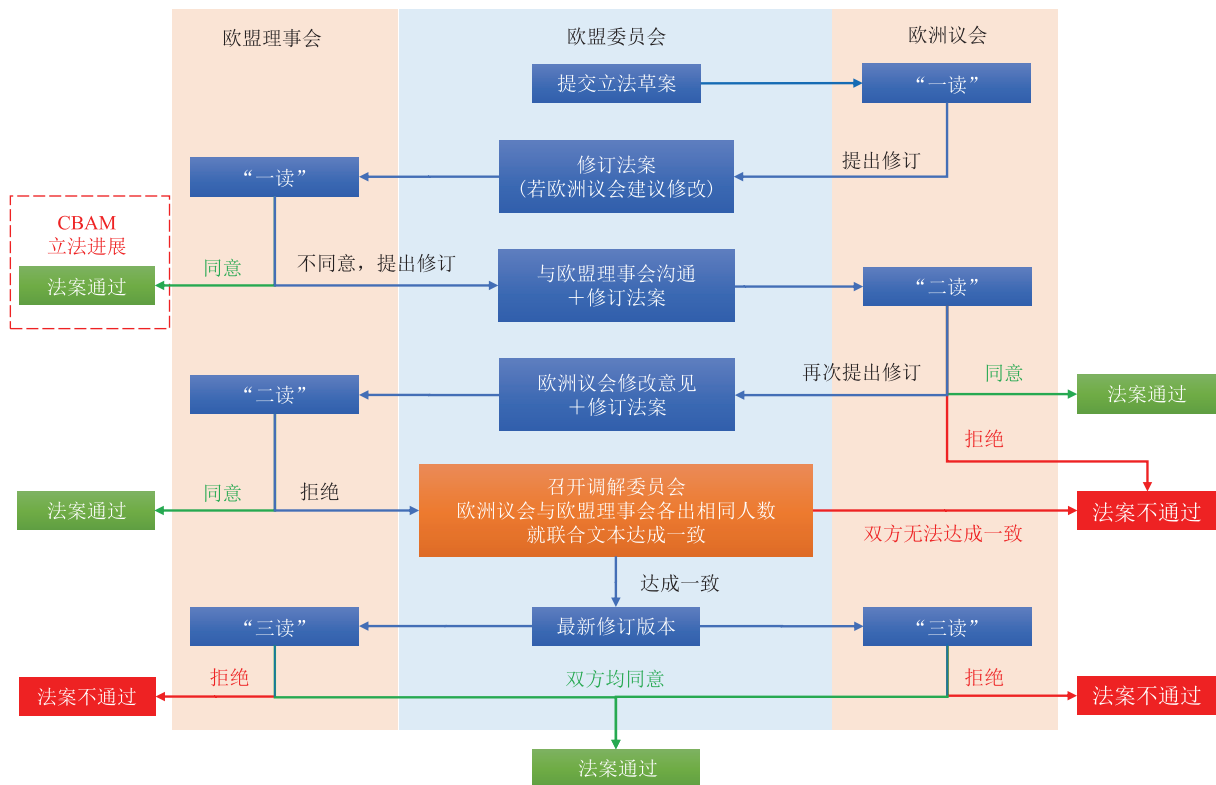 欧盟理事会
欧盟委员会
欧洲议会
提交立法草案
“一读”
提出修订
修订法案
(若欧洲议会建议修改)
“一读”
CBAM
立法进展
法案通过
同意
不同意，提出修订
与欧盟理事会沟通
＋修订法案
“二读”
再次提出修订
同意
法案通过
拒绝
欧洲议会修改意见
＋修订法案
“二读”
法案通过
同意
拒绝
召开调解委员会
欧洲议会与欧盟理事会各出相同人数
就联合文本达成一致
双方无法达成一致
法案不通过
达成一致
“三读”
最新修订版本
“三读”
拒绝
法案不通过
双方均同意
拒绝
法案不通过
法案通过